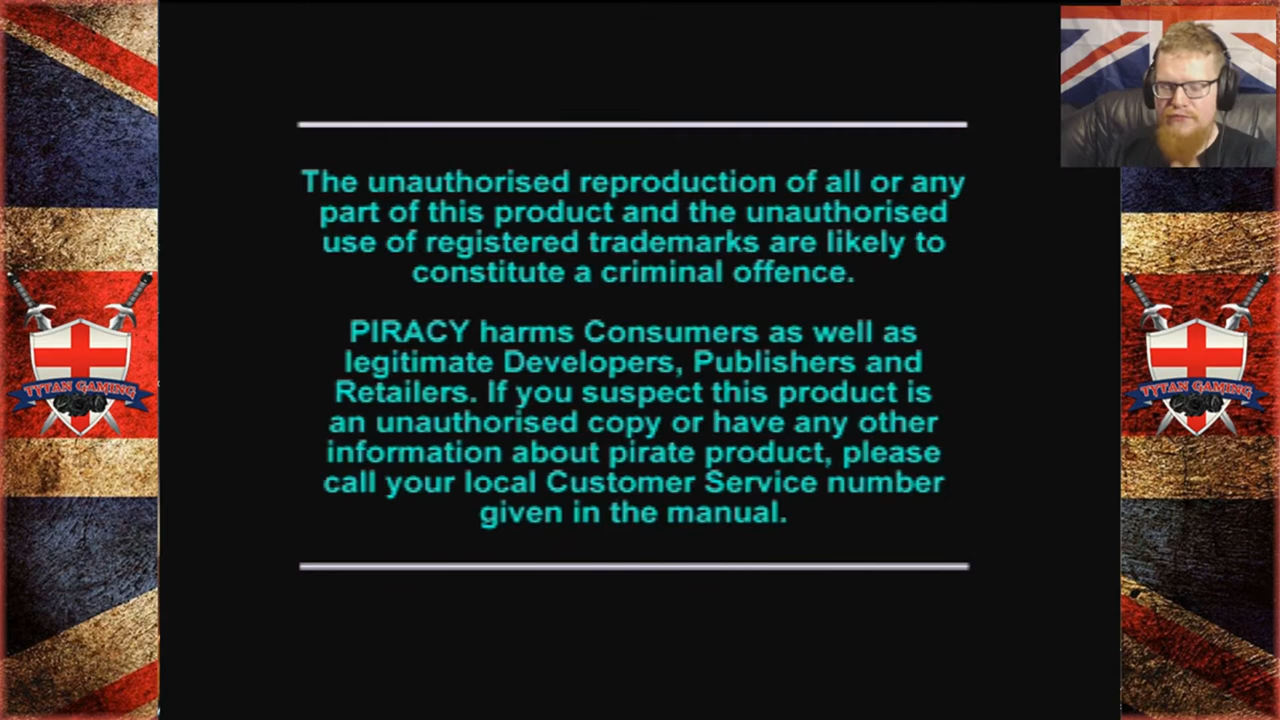 The unauthorised reproduction of all or any
part of this product and the unauthorised
use of registered trademarks are likely to
constitute a criminal offence.
PIRACY harms Consumers as well as
legitimate Developers, Publishers and
Retailers. If you suspect this product is
an unauthorised copy or have any other
information about pirate product, please
call your local Customer Service number
given in the manual.
TYTAN GAMING
TYTAN GAMING